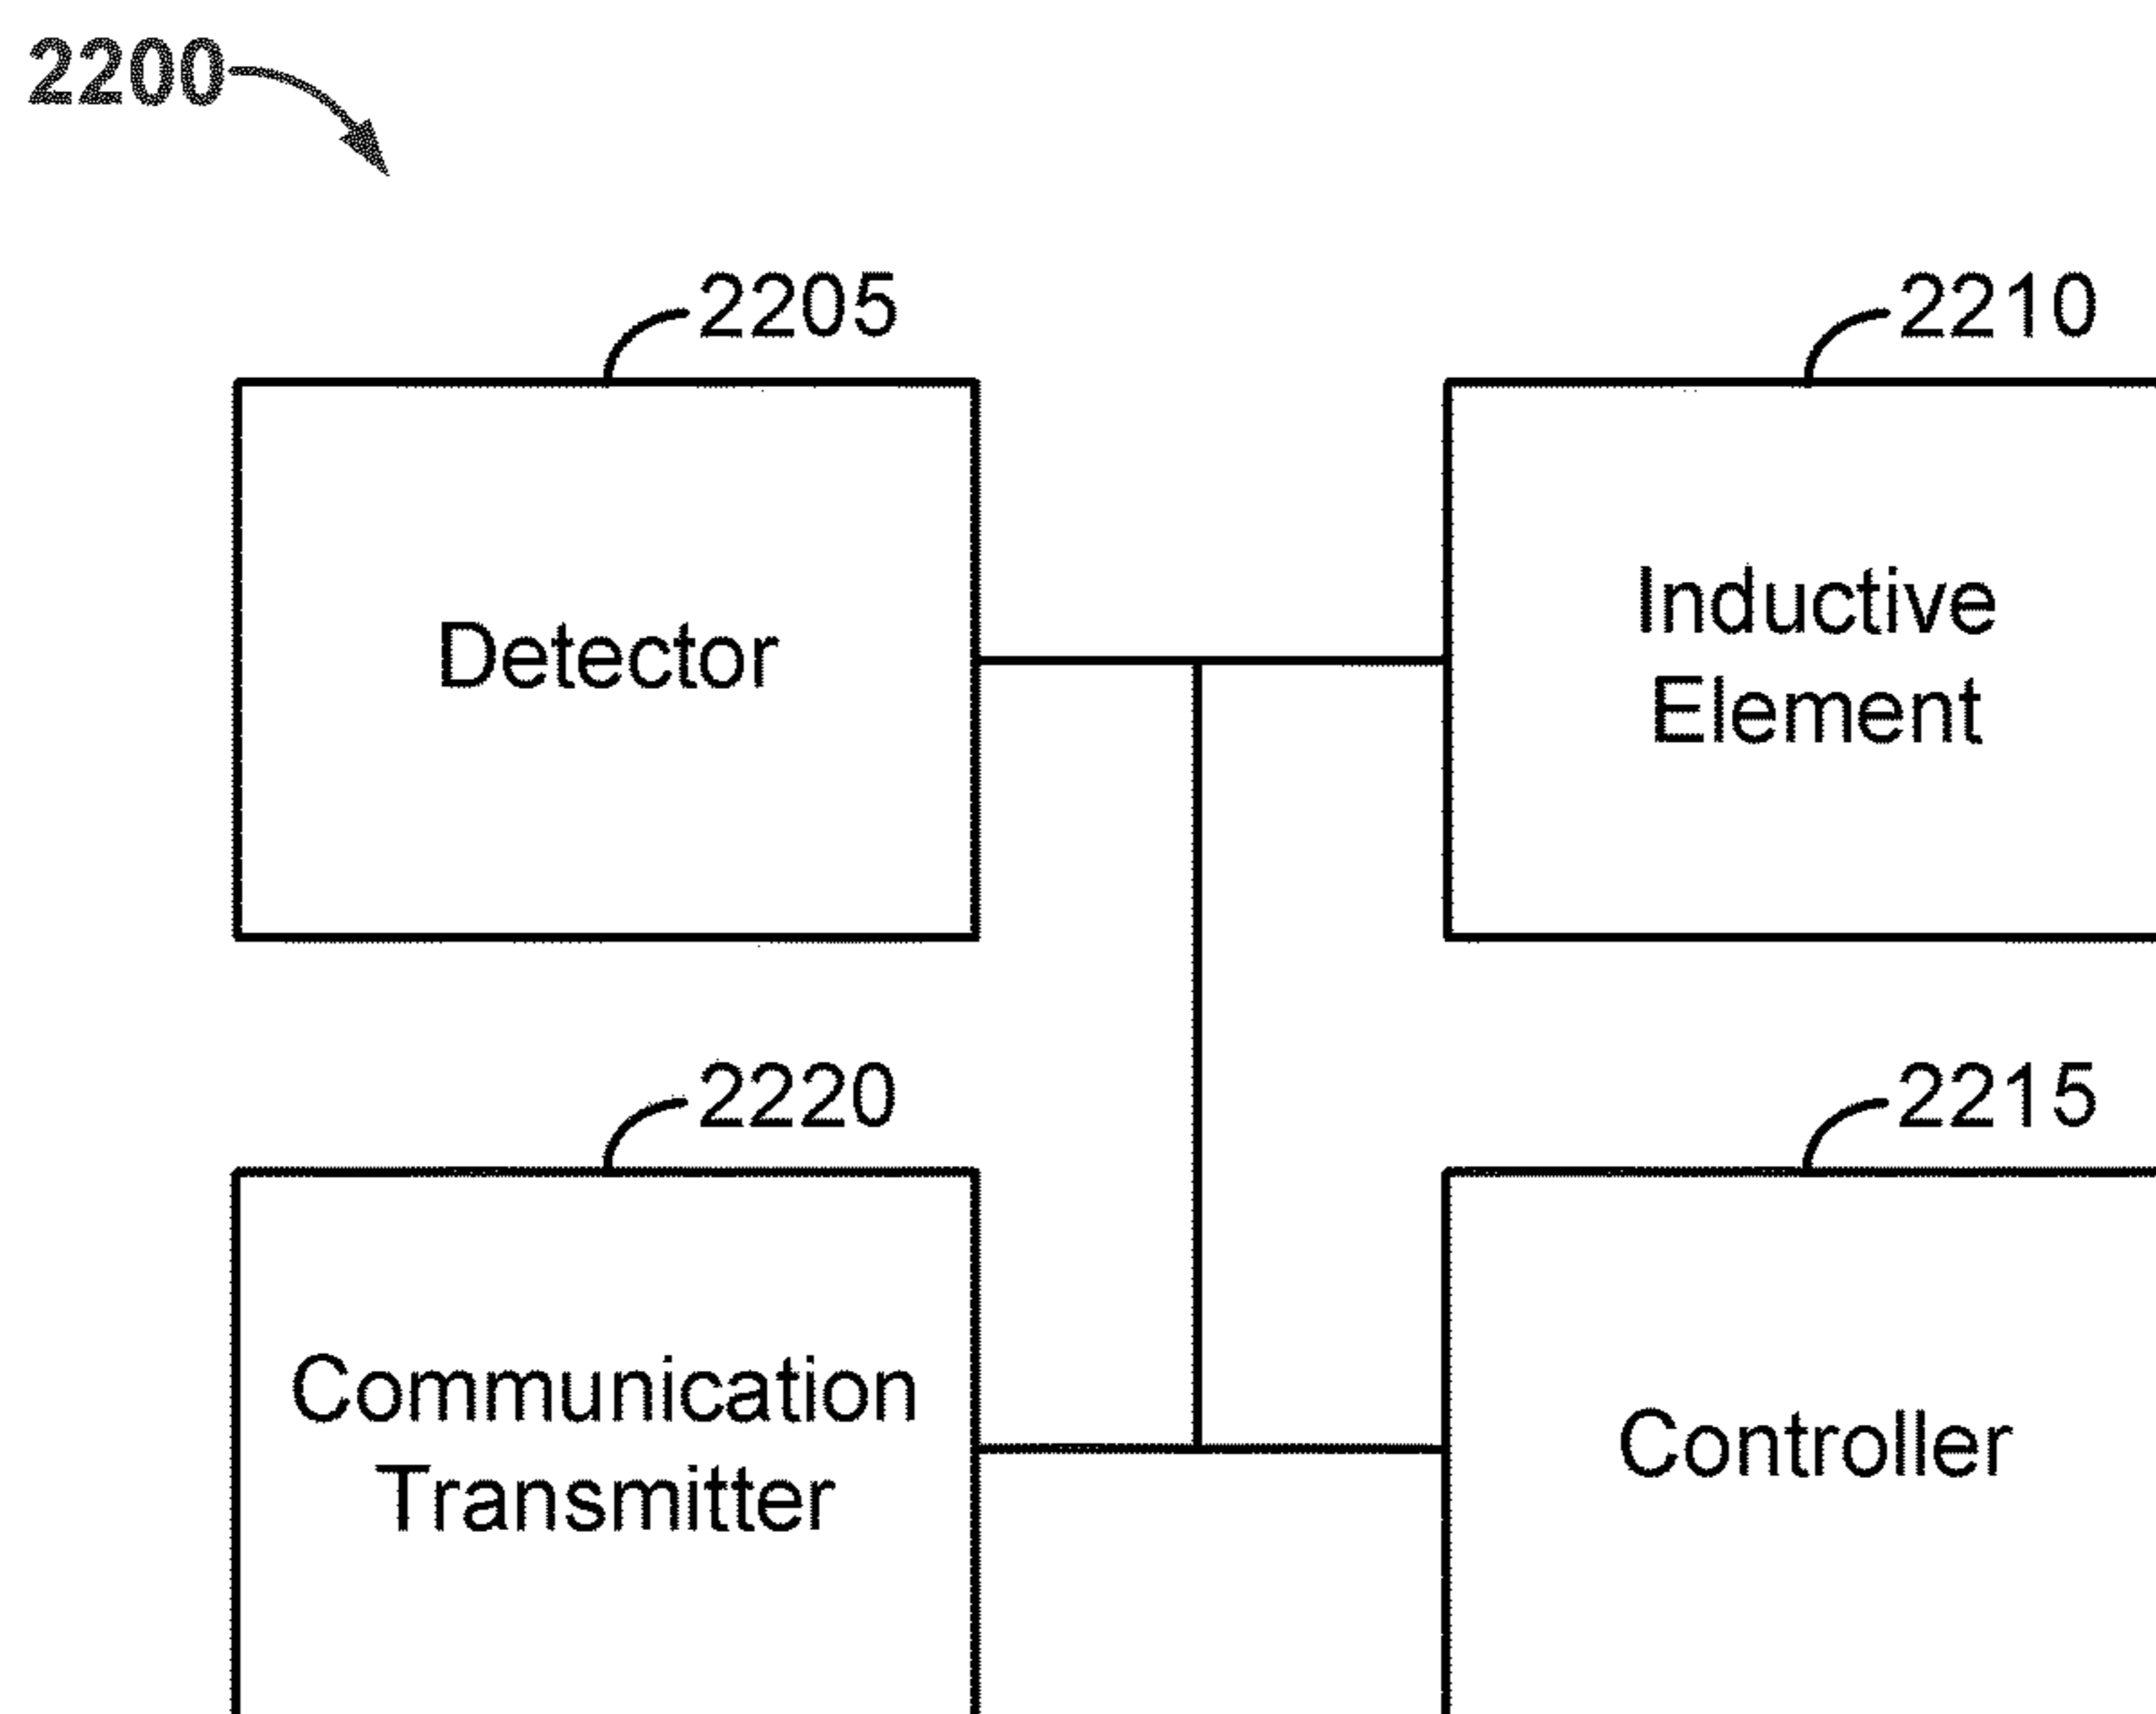 2200
2205
2210
Detector
Inductive
Element
2220
2215
Communication
Transmitter
Controller